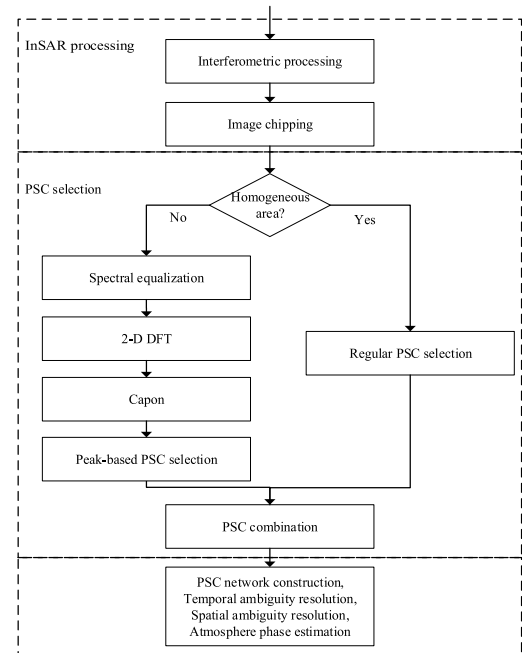 InSAR processing
Interferometric processing
Image chipping
PSC selection
Homogeneous
area?
No
Yes
Spectral equalization
2-D DFT
Regular PSC selection
Capon
Peak-based PSC selection
PSC combination
PSC network construction,
Temporal ambiguity resolution,
Spatial ambiguity resolution,
Atmosphere phase estimation